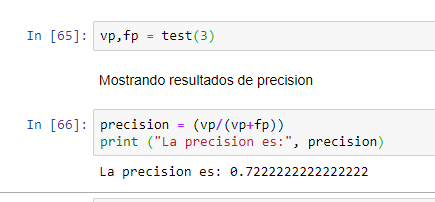 In [65]: vp,fp = test(3)
Mostrando resultados de precision
In [66]: precision = (vp/(vp+fp))
print ("La precision es:", precision)
La precision es: 0.7222222222222222